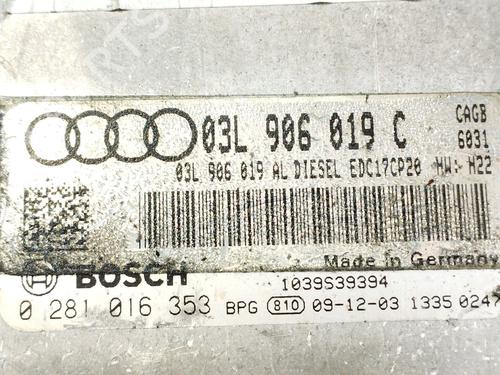 03L 906 019 C
CAGB
6031
03L 906 019 AL DIESEL EDC17CP20 HW: H22
Made in Germany
BOSCH
1039S39394
0 281 016 353 BPG 810 09-12-03 1335 0247